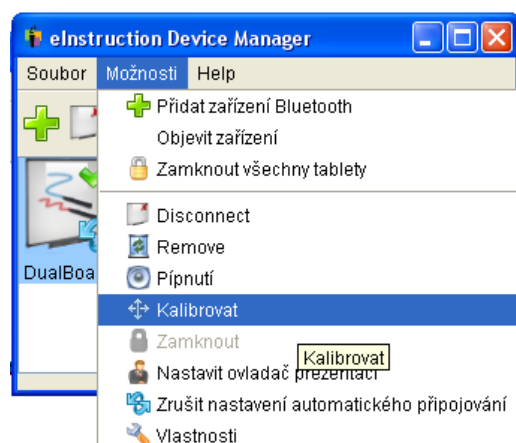 eInstruction Device Manager
Soubor Možnosti Help
Přidat zařízení Bluetooth
Objevit zařízení
Zamknout všechny tablety
Disconnect
Remove
DualBoa
Pípnutí
Kalibrovat
Zamknout
Kalibrovat
Nastavit ovladač prezentací
Zrušit nastavení automatického připojování
Vlastnosti